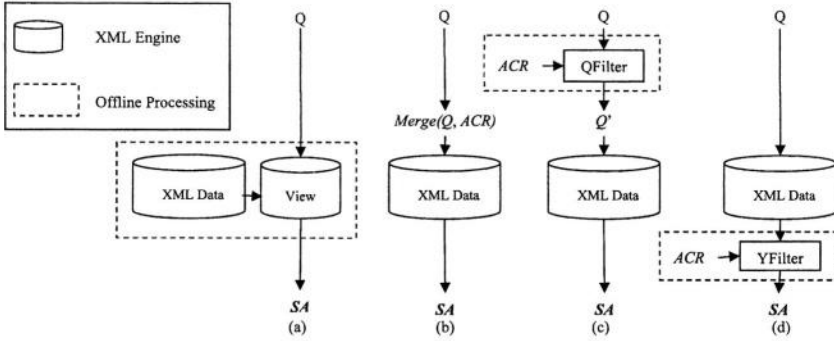 XML Engine
Offline Processing
Q
XML Data
View
SA
(a)
Q
Merge(Q, ACR)
XML Data
SA
(b)
Q
ACR
QFilter
Q'
XML Data
SA
(c)
Q
XML Data
ACR
YFilter
SA
(d)